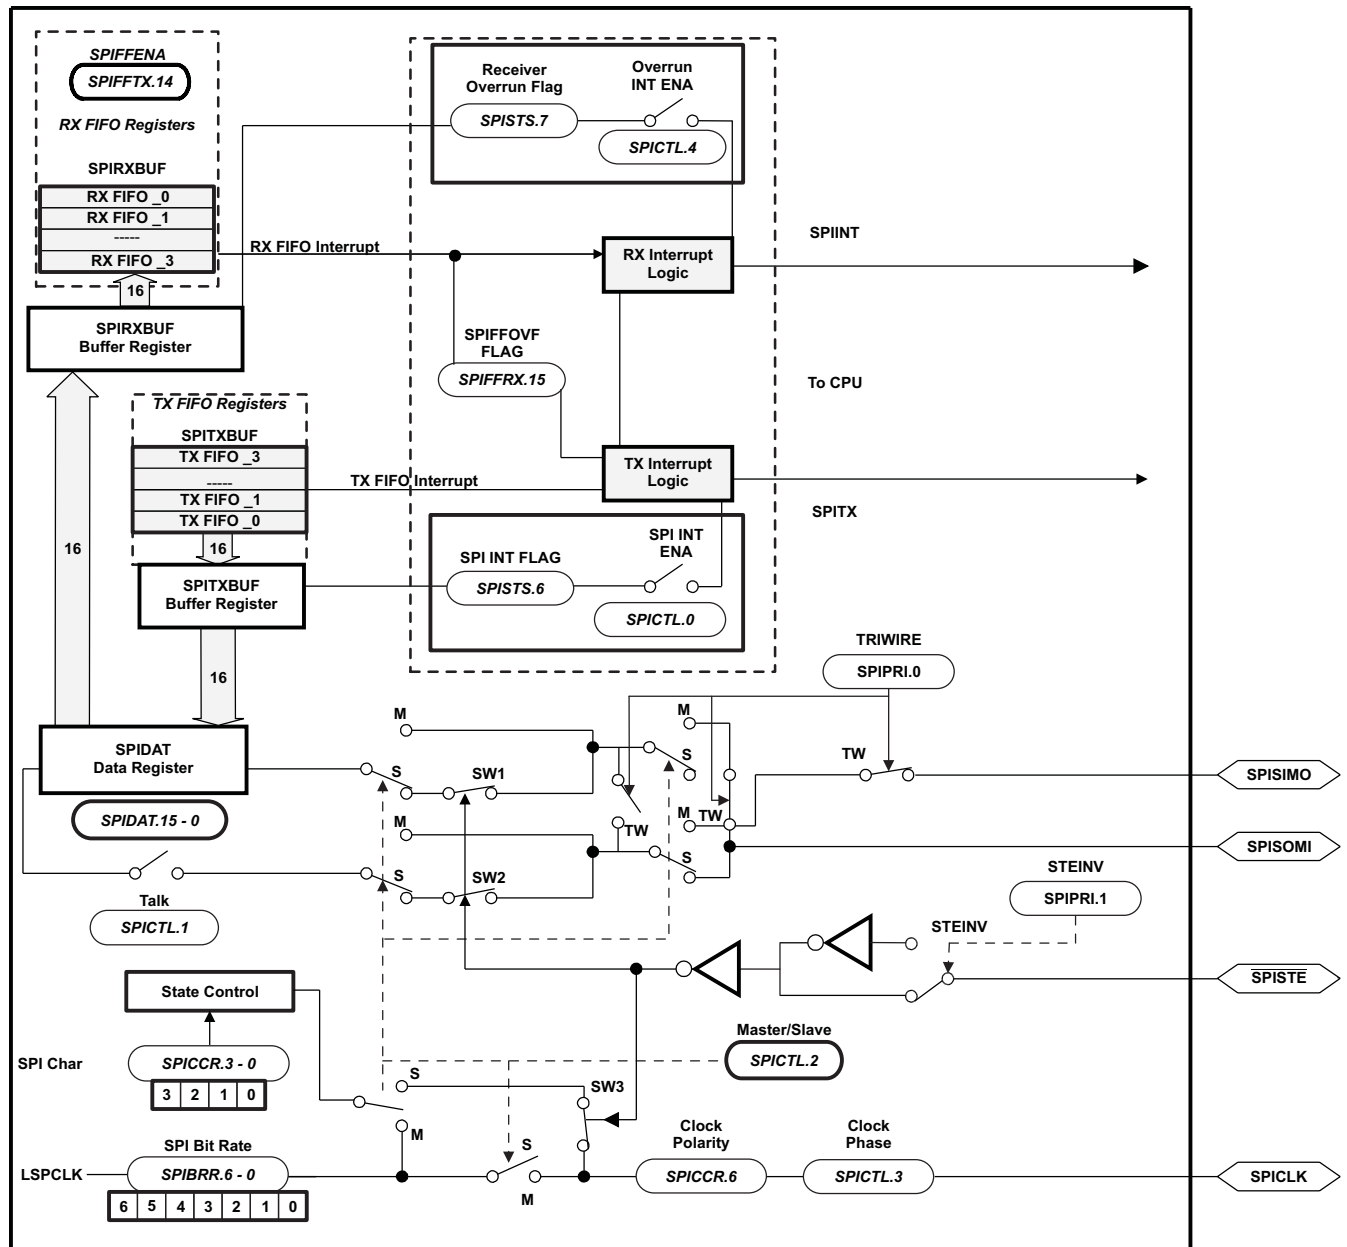 SPIFFENA
SPIFFTX.14
RX FIFO Registers
SPIRXBUF
RX FIFO _0
RX FIFO _1
-----
RX FIFO _3
16
SPIRXBUF
Buffer Register
Receiver
Overrun Flag
SPISTS.7
Overrun
INT ENA
SPICTL.4
RX FIFO Interrupt
RX Interrupt
Logic
SPIINT
SPIFFOVF
FLAG
SPIFFRX.15
To CPU
TX FIFO Registers
SPITXBUF
TX FIFO _3
-----
TX FIFO _1
TX FIFO _0
16
16
TX FIFO Interrupt
TX Interrupt
Logic
SPITX
SPITXBUF
Buffer Register
SPI INT FLAG
SPISTS.6
SPI INT
ENA
SPICTL.0
16
TRIWIRE
SPIPRI.0
SPIDAT
Data Register
SPIDAT.15 - 0
M
S
SW1
M
S
TW
SPISIMO
M
S
SW2
TW
M
TW
S
SPISOMI
Talk
SPICTL.1
STEINV
SPIPRI.1
STEINV
SPISTE
State Control
Master/Slave
SPICTL.2
SPI Char
SPICCR.3 - 0
3 2 1 0
S
M
SW3
LSPCLK
SPI Bit Rate
SPIBRR.6 - 0
6 5 4 3 2 1 0
S
M
Clock
Polarity
SPICCR.6
Clock
Phase
SPICTL.3
SPICLK